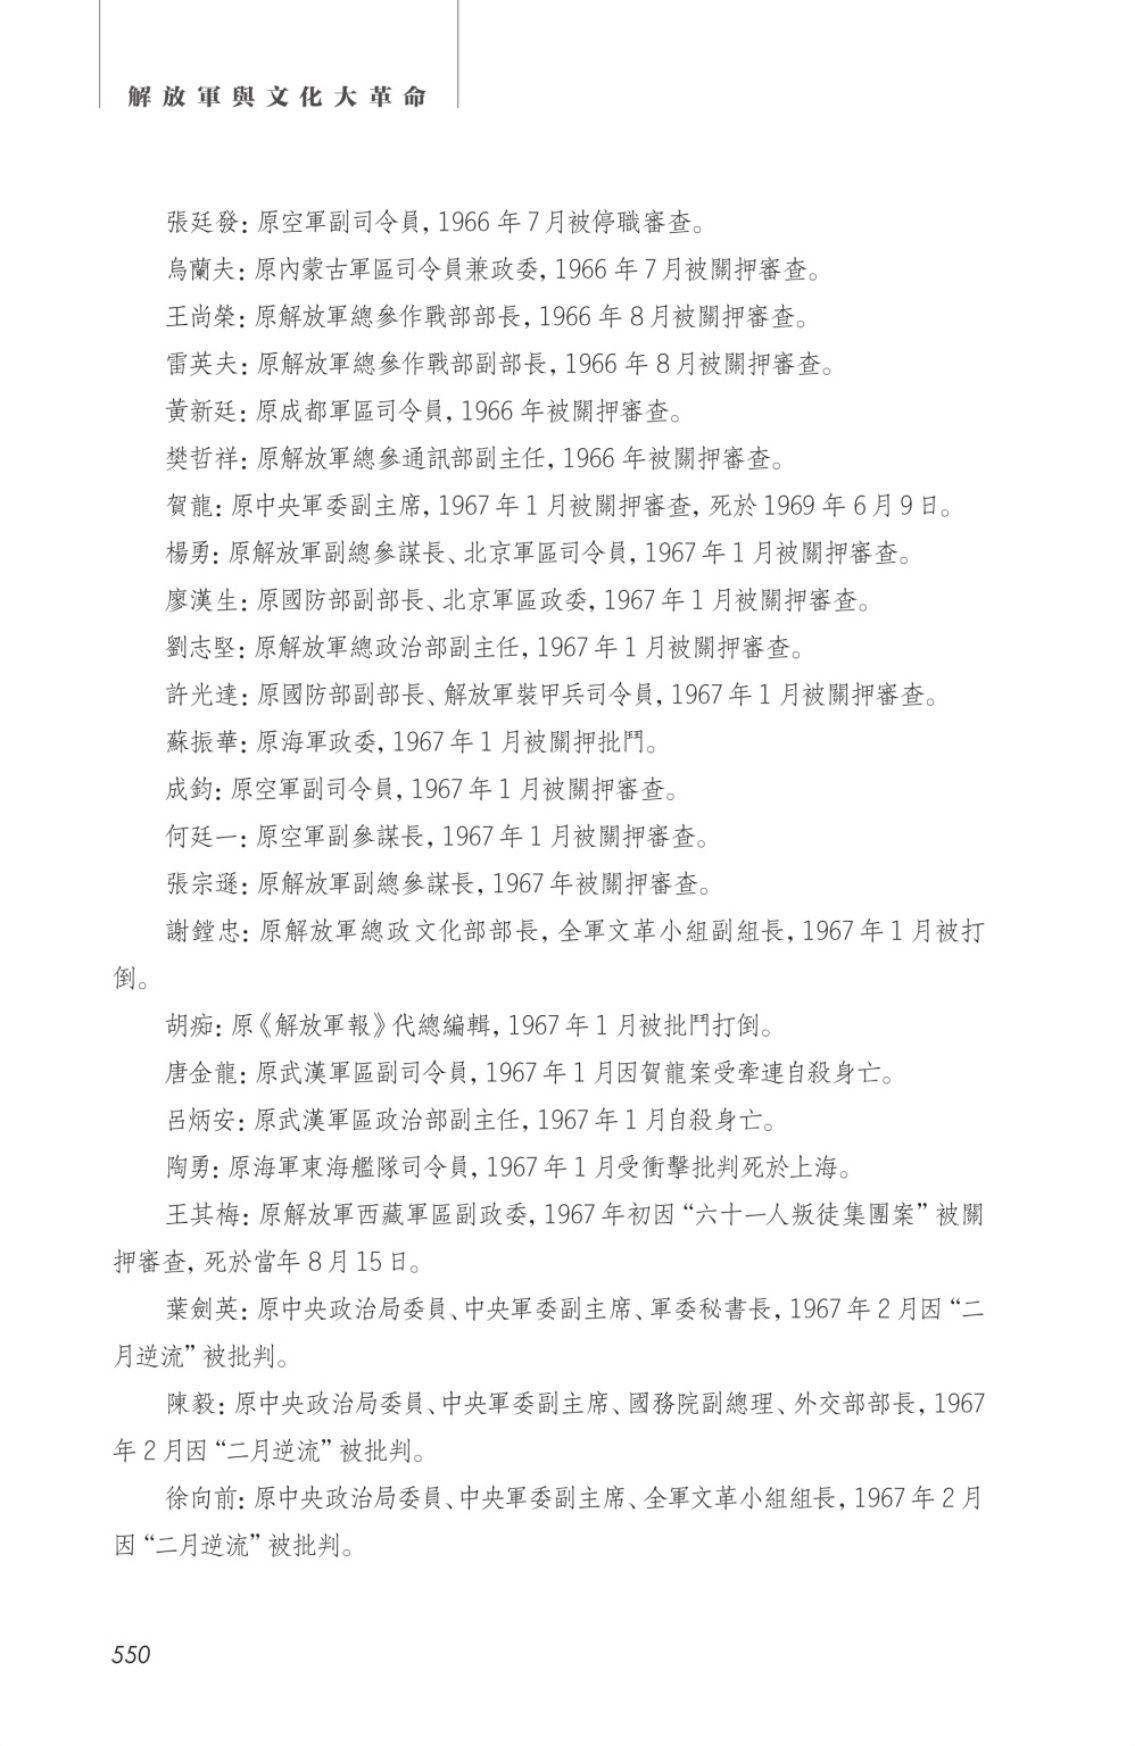 解放軍與文化大革命
張廷發：原空軍副司令員，1966 年 7 月被停職審查。
烏蘭夫：原內蒙古軍區司令員兼政委，1966 年 7 月被關押審查。
王尚榮：原解放軍總參作戰部部長，1966 年 8 月被關押審查。
雷英夫：原解放軍總參作戰部副部長，1966 年 8 月被關押審查。
黃新廷：原成都軍區司令員，1966 年被關押審查。
樊哲祥：原解放軍總參通訊部副主任，1966 年被關押審查。
賀龍：原中央軍委副主席，1967 年 1 月被關押審查，死於 1969 年 6 月 9 日。
楊勇：原解放軍副總參謀長、北京軍區司令員，1967 年 1 月被關押審查。
廖漢生：原國防部副部長、北京軍區政委，1967 年 1 月被關押審查。
劉志堅：原解放軍總政治部副主任，1967 年 1 月被關押審查。
許光達：原國防部副部長、解放軍裝甲兵司令員，1967 年 1 月被關押審查。
蘇振華：原海軍政委，1967 年 1 月被關押批鬥。
成鈞：原空軍副司令員，1967 年 1 月被關押審查。
何廷一：原空軍副參謀長，1967 年 1 月被關押審查。
張宗遜：原解放軍副總參謀長，1967 年被關押審查。
謝鏜忠：原解放軍總政文化部部長，全軍文革小組副組長，1967 年 1 月被打
倒。
胡痴：原《解放軍報》代總編輯，1967 年 1 月被批鬥打倒。
唐金龍：原武漢軍區副司令員，1967 年 1 月因賀龍案受牽連自殺身亡。
呂炳安：原武漢軍區政治部副主任，1967 年 1 月自殺身亡。
陶勇：原海軍東海艦隊司令員，1967 年 1 月受衝擊批判死於上海。
王其梅：原解放軍西藏軍區副政委，1967 年初因“六十一人叛徒集團案”被關
押審查，死於當年 8 月 15 日。
葉劍英：原中央政治局委員、中央軍委副主席、軍委秘書長，1967 年 2 月因“二
月逆流”被批判。
陳毅：原中央政治局委員、中央軍委副主席、國務院副總理、外交部部長，1967
年 2 月因“二月逆流”被批判。
徐向前：原中央政治局委員、中央軍委副主席、全軍文革小組組長，1967 年 2 月
因“二月逆流”被批判。
550